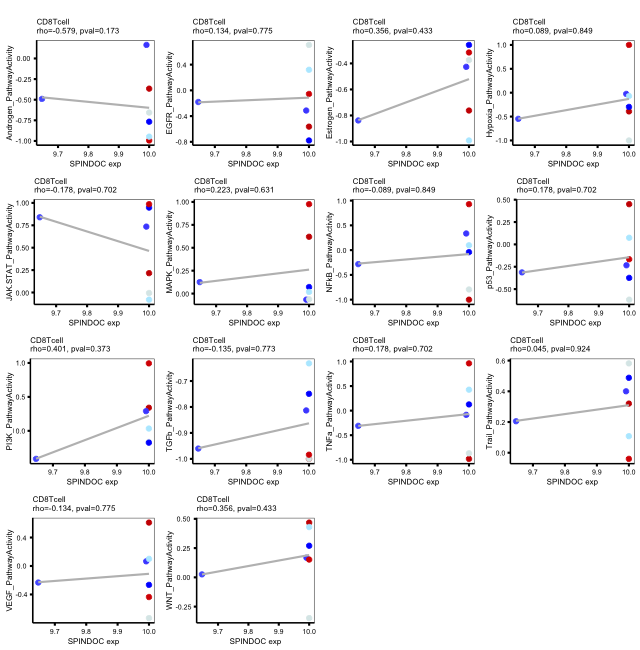 CD8Tcell
rho=-0.579, pval=0.173
Androgen_PathwayActivity
0.00
-0.25
-0.50
-0.75
-1.00
9.7 9.8 9.9 10.0
SPINDOC exp
CD8Tcell
rho=0.134, pval=0.775
EGFR_PathwayActivity
0.4
0.0
-0.4
-0.8
9.7 9.8 9.9 10.0
SPINDOC exp
CD8Tcell
rho=0.356, pval=0.433
Estrogen_PathwayActivity
-0.4
-0.6
-0.8
-1.0
9.7 9.8 9.9 10.0
SPINDOC exp
CD8Tcell
rho=0.089, pval=0.849
Hypoxia_PathwayActivity
1.0
0.5
0.0
-0.5
-1.0
9.7 9.8 9.9 10.0
SPINDOC exp
CD8Tcell
rho=-0.178, pval=0.702
JAK-STAT_PathwayActivity
1.00
0.75
0.50
0.25
0.00
9.7 9.8 9.9 10.0
SPINDOC exp
CD8Tcell
rho=0.223, pval=0.631
MAPK_PathwayActivity
1.00
0.75
0.50
0.25
0.00
9.7 9.8 9.9 10.0
SPINDOC exp
CD8Tcell
rho=-0.089, pval=0.849
NFkB_PathwayActivity
1.0
0.5
0.0
-0.5
-1.0
9.7 9.8 9.9 10.0
SPINDOC exp
CD8Tcell
rho=0.178, pval=0.702
p53_PathwayActivity
0.50
0.25
0.00
-0.25
-0.50
9.7 9.8 9.9 10.0
SPINDOC exp
CD8Tcell
rho=0.401, pval=0.373
PI3K_PathwayActivity
1.0
0.5
0.0
9.7 9.8 9.9 10.0
SPINDOC exp
CD8Tcell
rho=-0.135, pval=0.773
TGFb_PathwayActivity
-0.7
-0.8
-0.9
-1.0
9.7 9.8 9.9 10.0
SPINDOC exp
CD8Tcell
rho=0.178, pval=0.702
TNFa_PathwayActivity
1.0
0.5
0.0
-0.5
-1.0
9.7 9.8 9.9 10.0
SPINDOC exp
CD8Tcell
rho=0.045, pval=0.924
Trail_PathwayActivity
0.6
0.4
0.2
0.0
9.7 9.8 9.9 10.0
SPINDOC exp
CD8Tcell
rho=-0.134, pval=0.775
VEGF_PathwayActivity
0.4
0.0
-0.4
9.7 9.8 9.9 10.0
SPINDOC exp
CD8Tcell
rho=0.356, pval=0.433
WNT_PathwayActivity
0.50
0.25
0.00
-0.25
9.7 9.8 9.9 10.0
SPINDOC exp